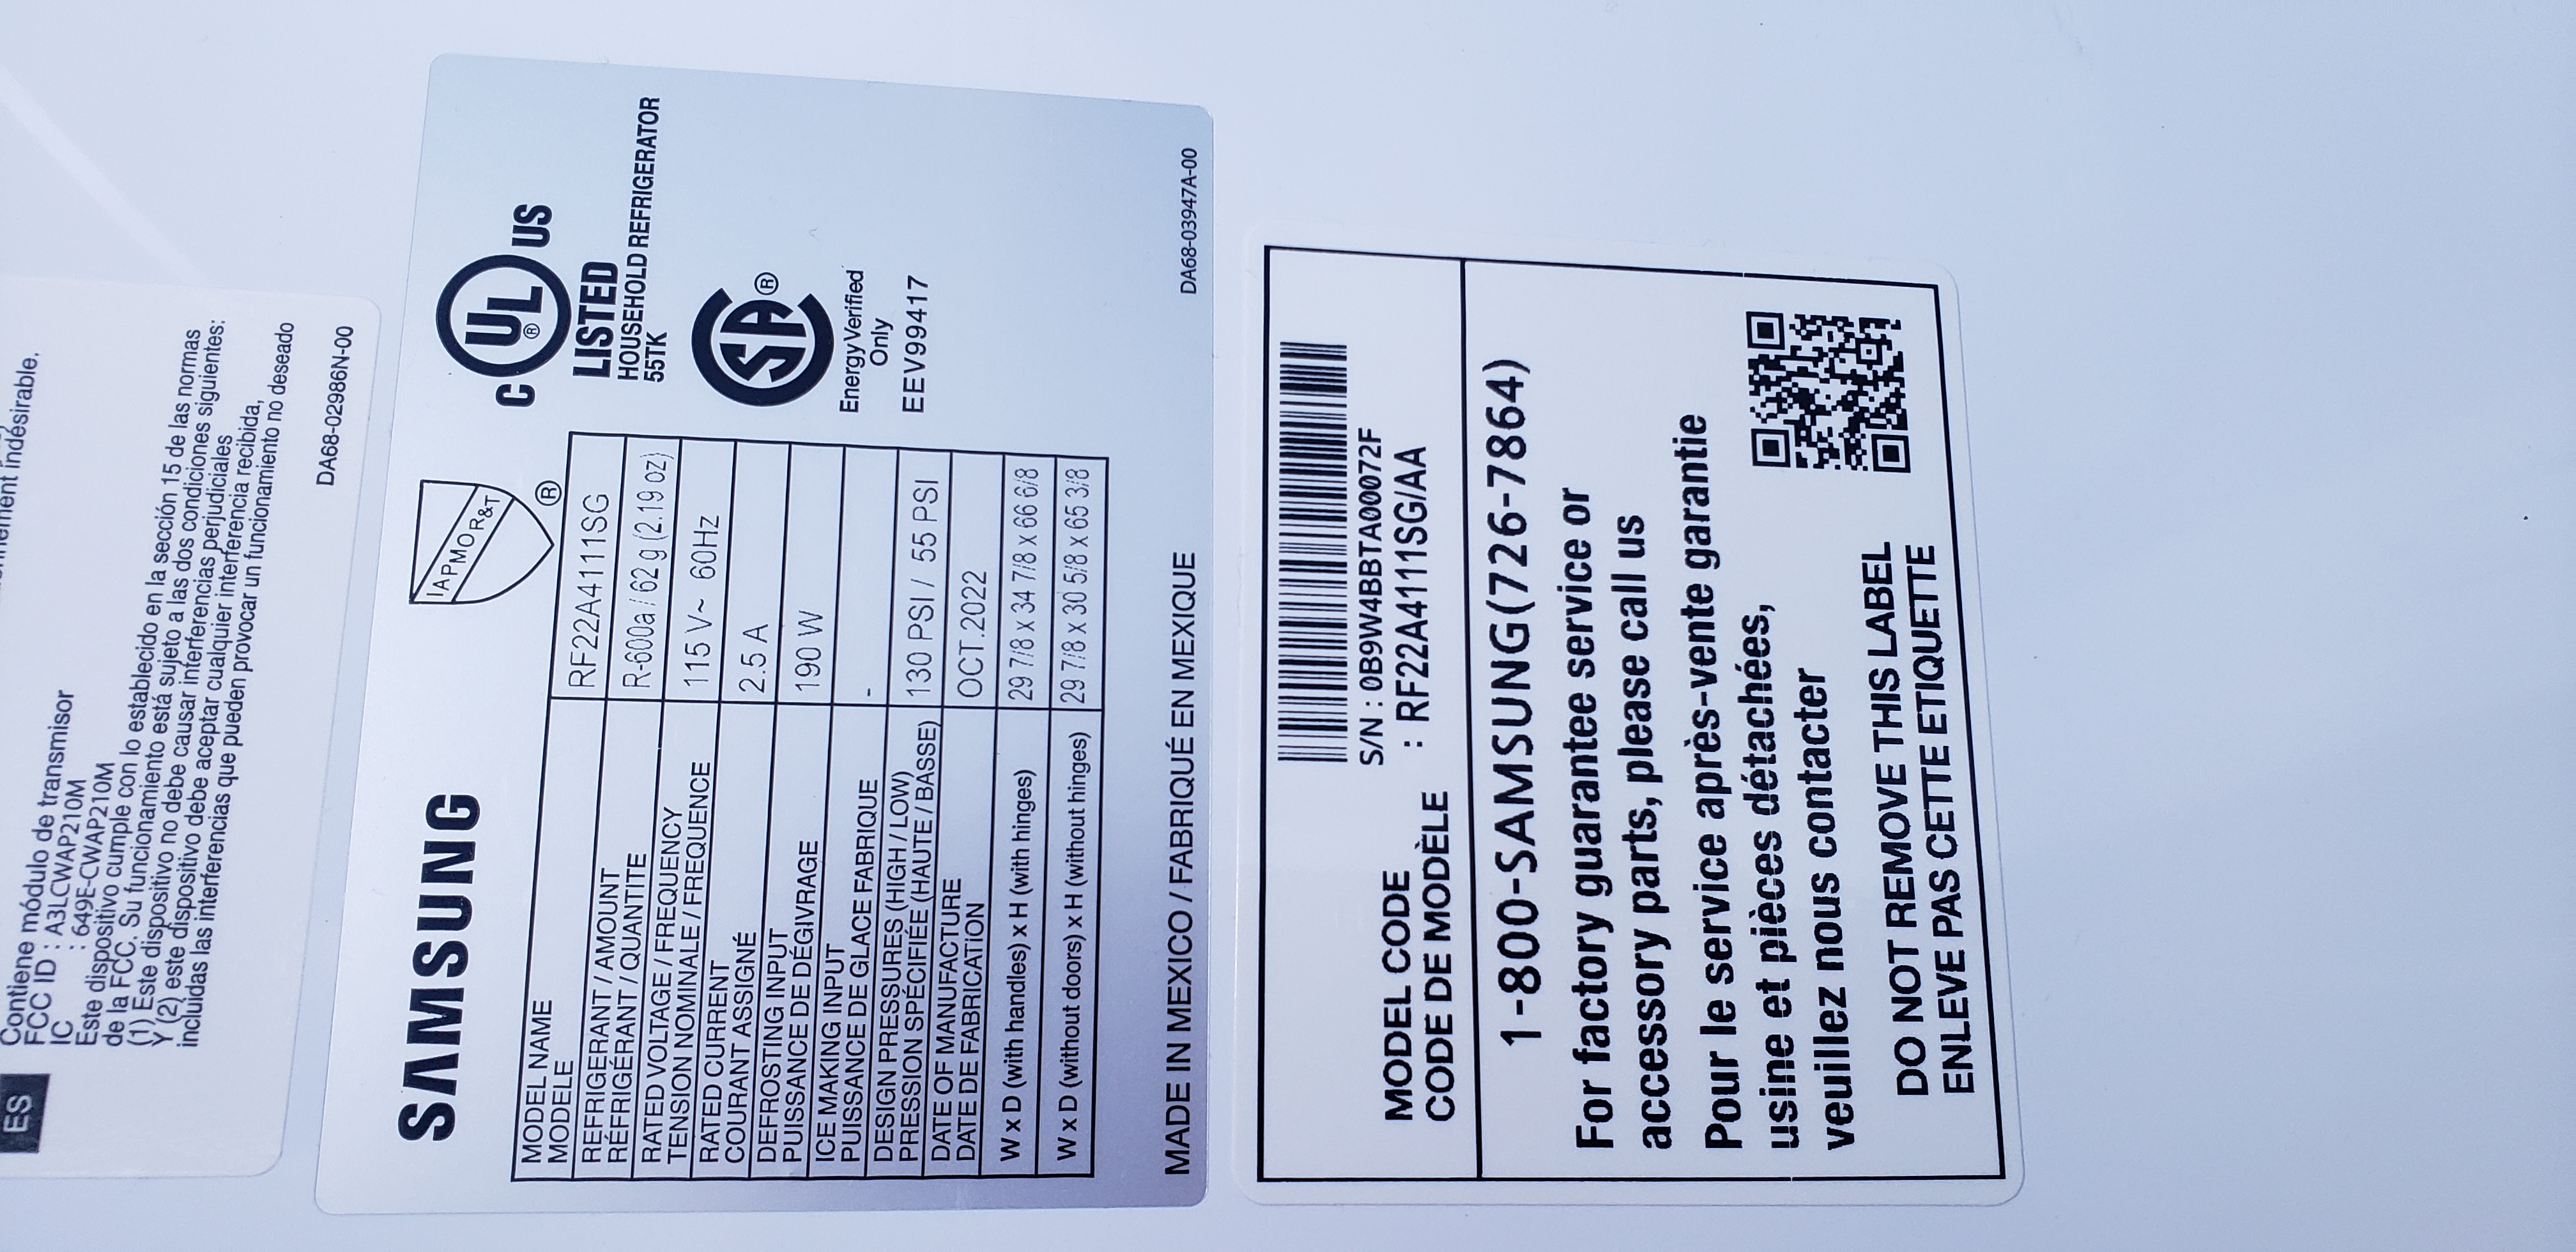 nement indésirable.
ES
Contiene módulo de transmisor
FCC ID : A3LCWAP210M
IC : 649E-CWAP210M
Este dispositivo cumple con lo establecido en la sección 15 de las normas
de la FCC. Su funcionamiento está sujeto a las dos condiciones siguientes:
(1) Este dispositivo no debe causar interferencias perjudiciales
Y (2) este dispositivo debe aceptar cualquier interferencia recibida,
incluidas las interferencias que pueden provocar un funcionamiento no deseado
DA68-02986N-00
SAMSUNG
IAPMO R&T ®
C UL ® US
LISTED
HOUSEHOLD REFRIGERATOR
55TK
SA ®
Energy Verified
Only
EEV99417
MODEL NAME
MODÈLE
RF22A4111SG
REFRIGERANT / AMOUNT
RÉFRIGÉRANT / QUANTITE
R-600a / 62 g (2.19 oz)
RATED VOLTAGE / FREQUENCY
TENSION NOMINALE / FREQUENCE
115 V~ 60Hz
RATED CURRENT
COURANT ASSIGNÉ
2.5 A
DEFROSTING INPUT
PUISSANCE DE DÉGIVRAGE
190 W
ICE MAKING INPUT
PUISSANCE DE GLACE FABRIQUE
-
DESIGN PRESSURES (HIGH / LOW)
PRESSION SPÉCIFIÉE (HAUTE / BASSE)
130 PSI / 55 PSI
DATE OF MANUFACTURE
DATE DE FABRICATiON
OCT.2022
W x D (with handles) x H (with hinges)
29 7/8 x 34 7/8 x 66 6/8
W x D (without doors) x H (without hinges)
29 7/8 x 30 5/8 x 65 3/8
MADE IN MEXICO / FABRIQUÉ EN MEXIQUE
DA68-03947A-00
S/N : 0B9W4BBTA00072F
MODEL CODE
CODE DE MODÈLE : RF22A4111SG/AA
1-800-SAMSUNG(726-7864)
For factory guarantee service or
accessory parts, please call us
Pour le service après-vente garantie
usine et pièces détachées,
veuillez nous contacter
DO NOT REMOVE THIS LABEL
ENLEVE PAS CETTE ETIQUETTE